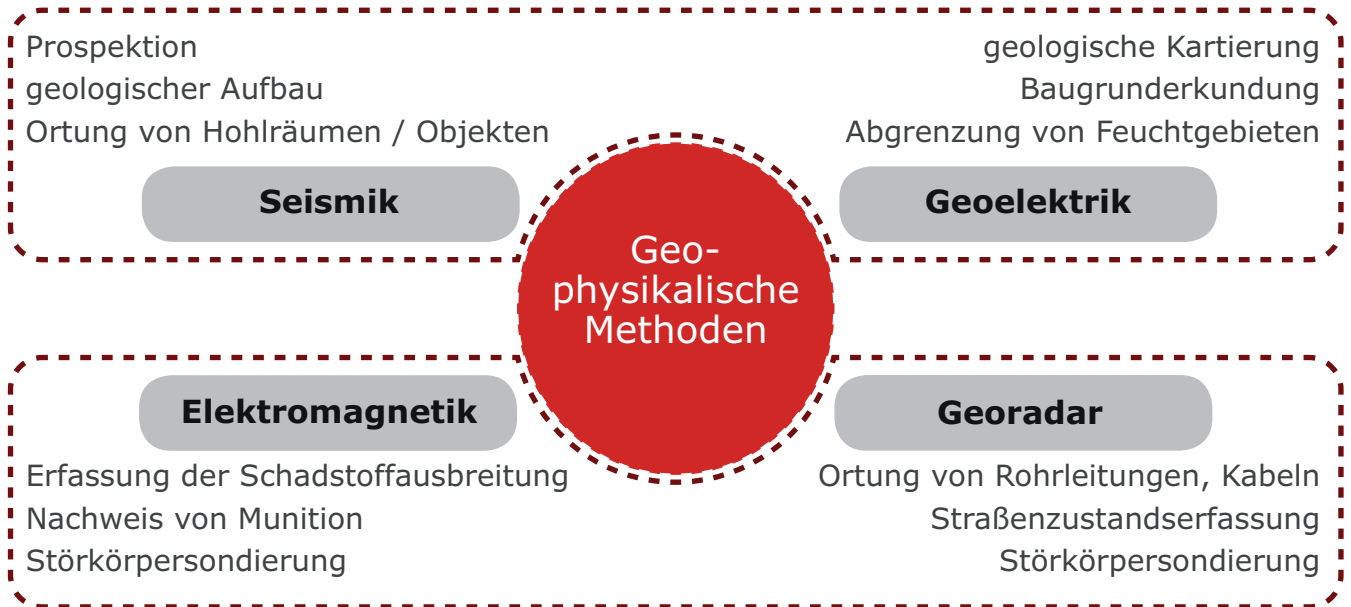 Prospektion
geologischer Aufbau
Ortung von Hohlräumen / Objekten
Seismik
geologische Kartierung
Baugrunderkundung
Abgrenzung von Feuchtgebieten
Geoelektrik
Geo-
physikalische
Methoden
Elektromagnetik
Erfassung der Schadstoffausbreitung
Nachweis von Munition
Störkörpersondierung
Georadar
Ortung von Rohrleitungen, Kabeln
Straßenzustandserfassung
Störkörpersondierung